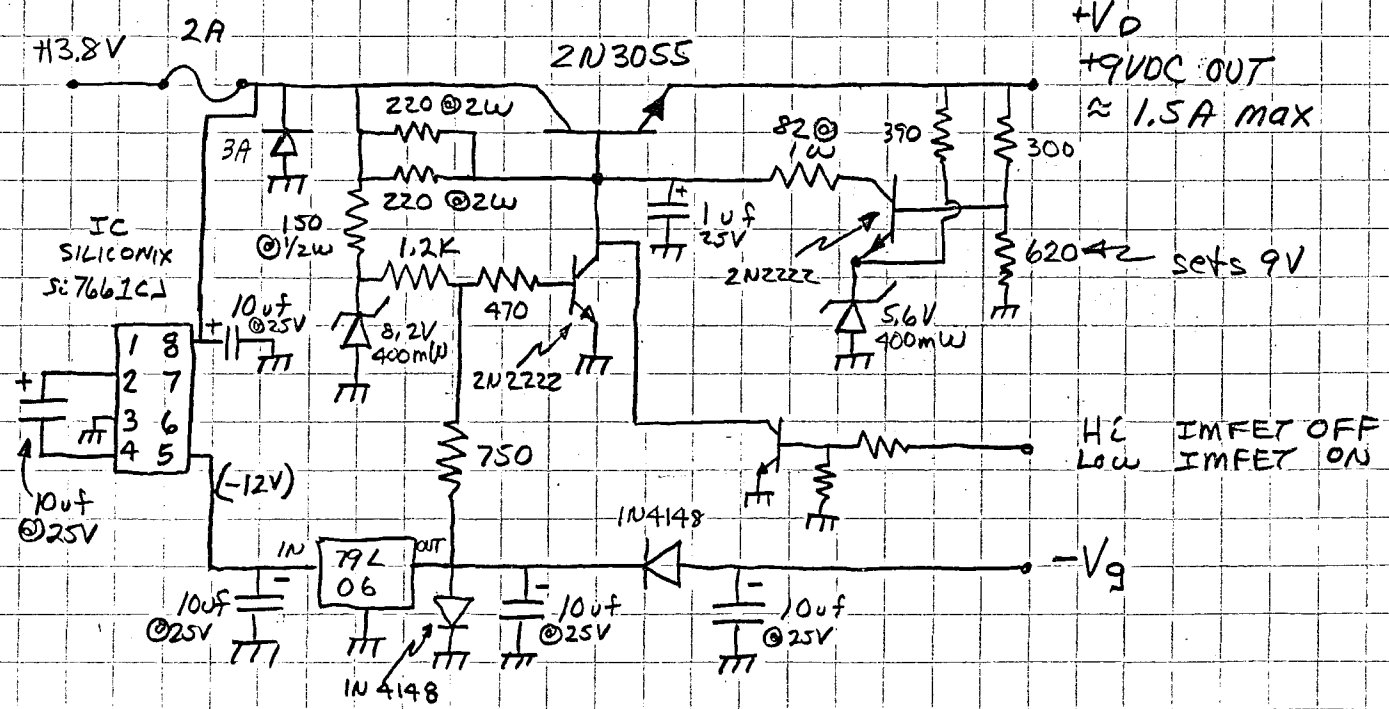 +13.8V
2A
2N3055
+VD
+9VDC OUT
≈ 1.5A max
220 @2W
220 @2W
3A
150
@1/2W
1.2K
470
8.2V
400mW
2N2222
1uf
25V
82@
1W
390
300
2N2222
620
sets 9V
5.6V
400mW
IC
SILICONIX
Si7661CJ
10uf
@25V
1 8
2 7
3 6
4 5
+
10uf
@25V
(-12V)
750
Hi IMFET OFF
Low IMFET ON
IN
79L
06
OUT
1N4148
-Vg
10uf
@25V
1N4148
10uf
@25V
10uf
@25V